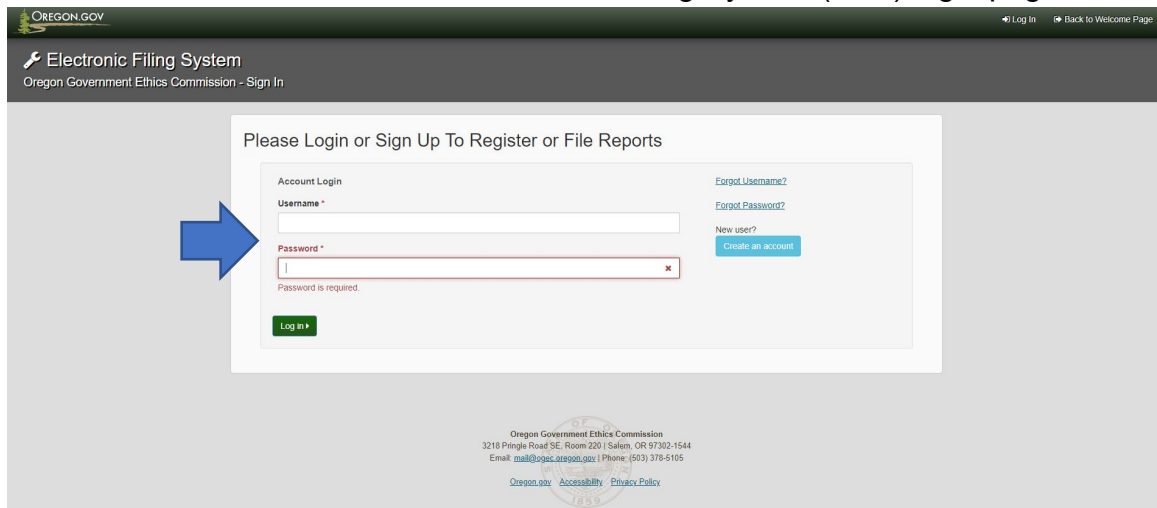 OREGON.GOV
Log In Back to Welcome Page
Electronic Filing System
Oregon Government Ethics Commission - Sign In
Please Login or Sign Up To Register or File Reports
Account Login
Username *
Password *
Password is required.
Log in
Forgot Username?
Forgot Password?
New user?
Create an account
Oregon Government Ethics Commission
3218 Pringle Road SE, Room 220 | Salem, OR 97302-1544
Email: mail@ogec.oregon.gov | Phone: (503) 378-5105
Oregon.gov Accessibility Privacy Policy
1859